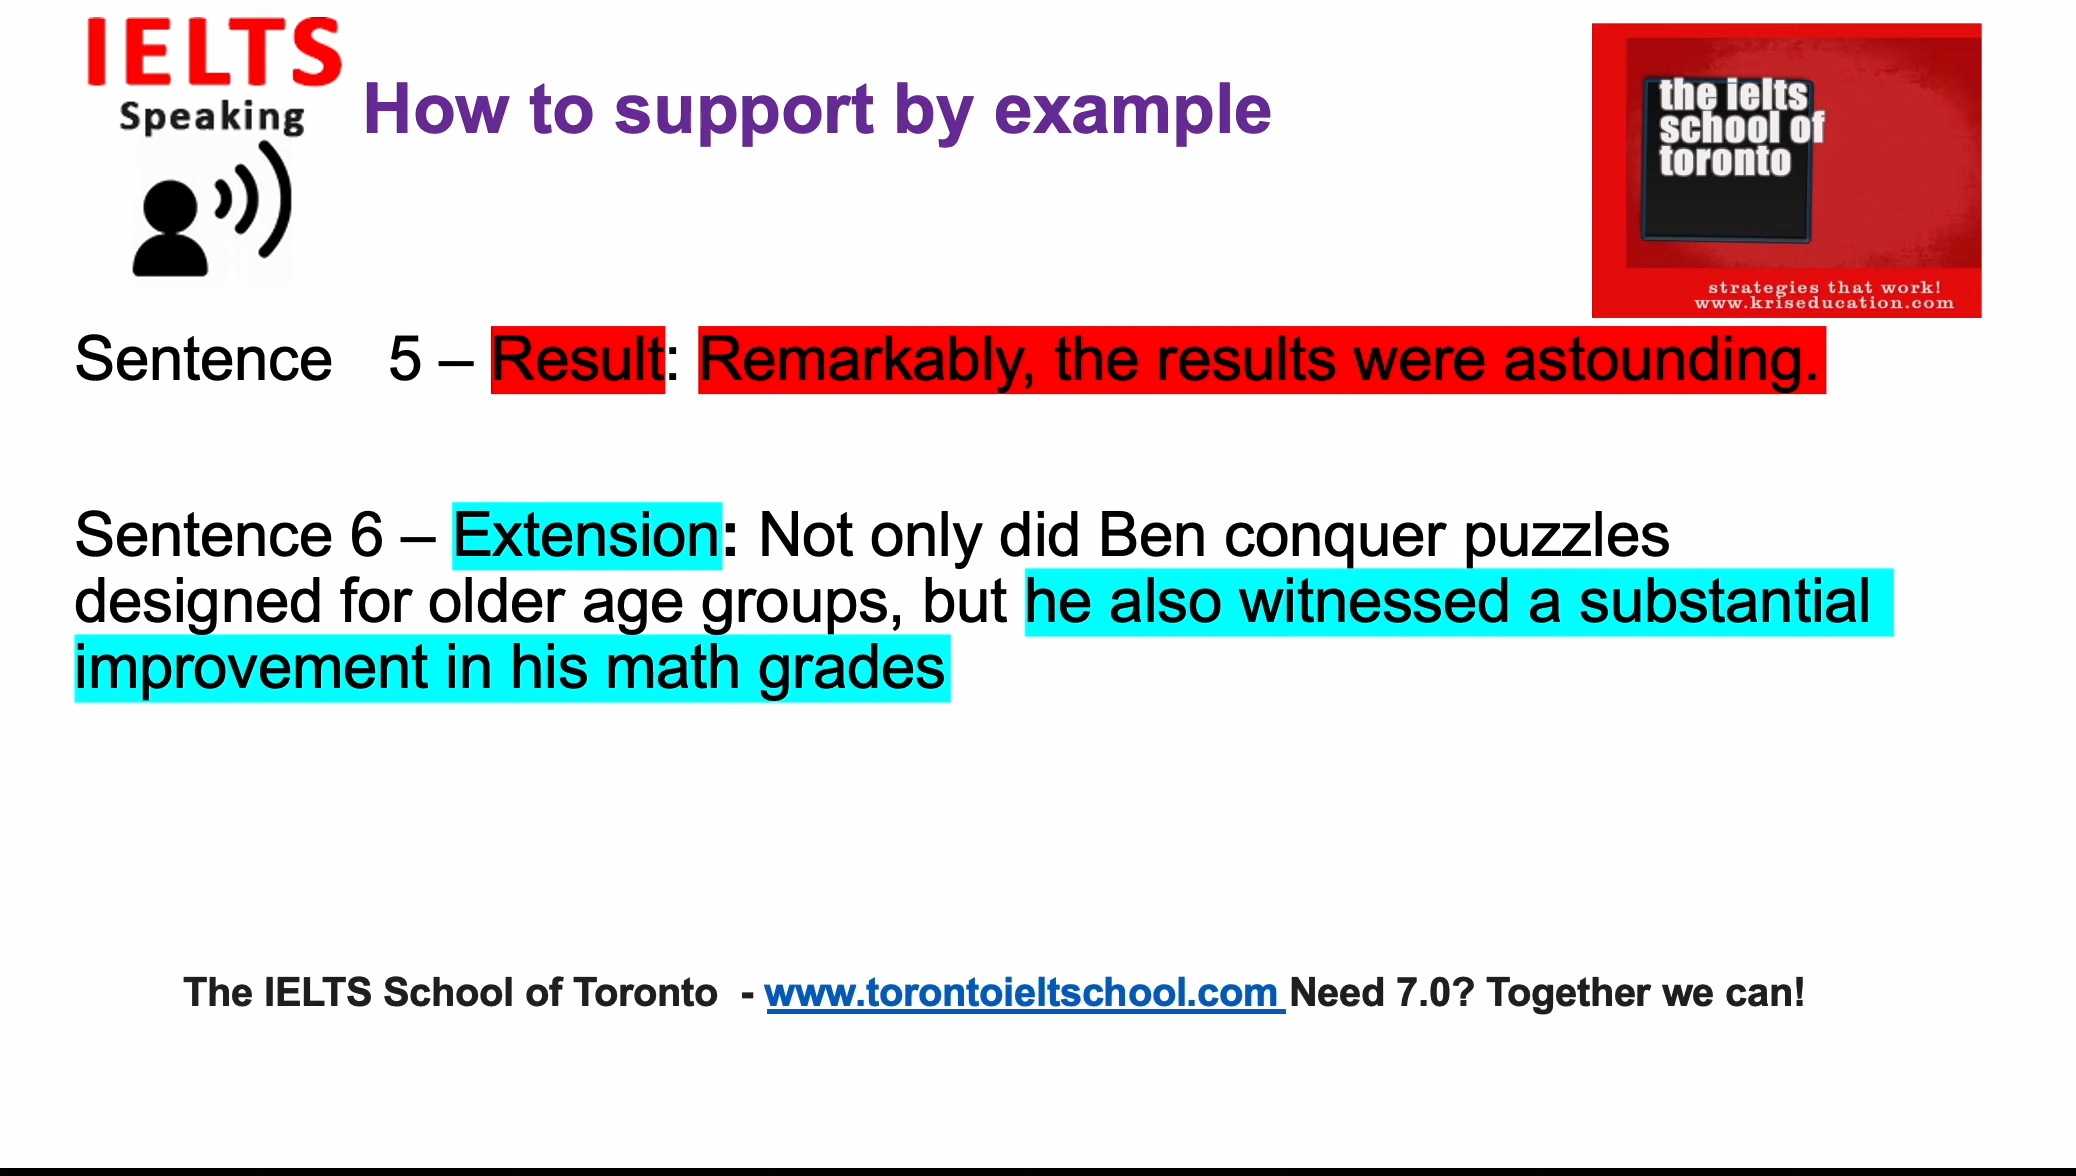 IELTS
Speaking
How to support by example
the ielts
school of
toronto
strategies that work!
www.kriseducation.com
Sentence 5 – Result: Remarkably, the results were astounding.
Sentence 6 – Extension: Not only did Ben conquer puzzles
designed for older age groups, but he also witnessed a substantial
improvement in his math grades
The IELTS School of Toronto - www.torontoieltschool.com Need 7.0? Together we can!